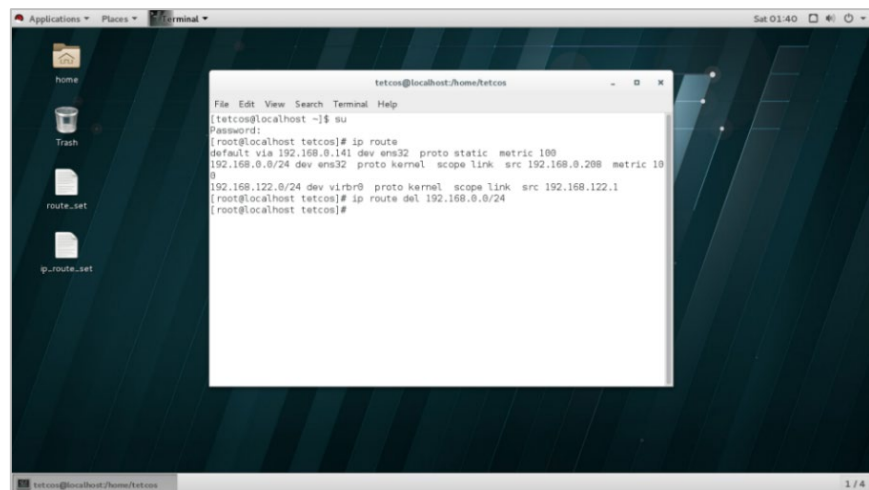 Applications Places Terminal Sat 01:40
home
Trash
route_set
ip_route_set
tetcos@localhost:/home/tetcos
File Edit View Search Terminal Help
[tetcos@localhost ~]$ su
Password:
[root@localhost tetcos]# ip route
default via 192.168.0.141 dev ens32 proto static metric 100
192.168.0.0/24 dev ens32 proto kernel scope link src 192.168.0.208 metric 10
0
192.168.122.0/24 dev virbr0 proto kernel scope link src 192.168.122.1
[root@localhost tetcos]# ip route del 192.168.0.0/24
[root@localhost tetcos]#
tetcos@localhost:/home/tetcos 1 / 4